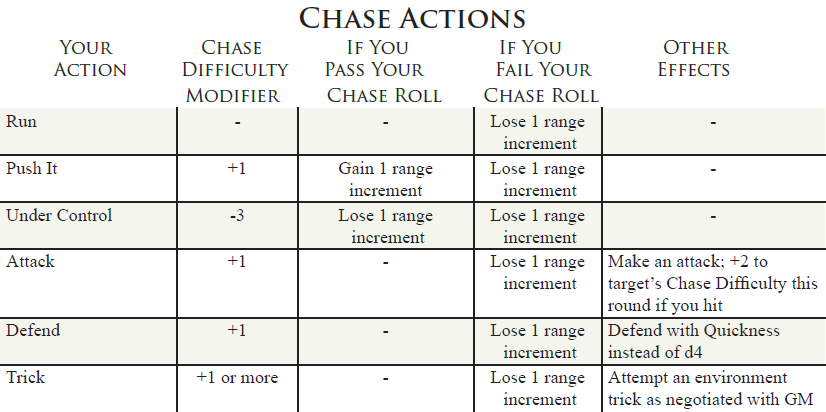 Chase Actions
Your Action | Chase Difficulty Modifier | If You Pass Your Chase Roll | If You Fail Your Chase Roll | Other Effects
Run | - | - | Lose 1 range increment | -
Push It | +1 | Gain 1 range increment | Lose 1 range increment | -
Under Control | -3 | Lose 1 range increment | Lose 1 range increment | -
Attack | +1 | - | Lose 1 range increment | Make an attack; +2 to target’s Chase Difficulty this round if you hit
Defend | +1 | - | Lose 1 range increment | Defend with Quickness instead of d4
Trick | +1 or more | - | Lose 1 range increment | Attempt an environment trick as negotiated with GM